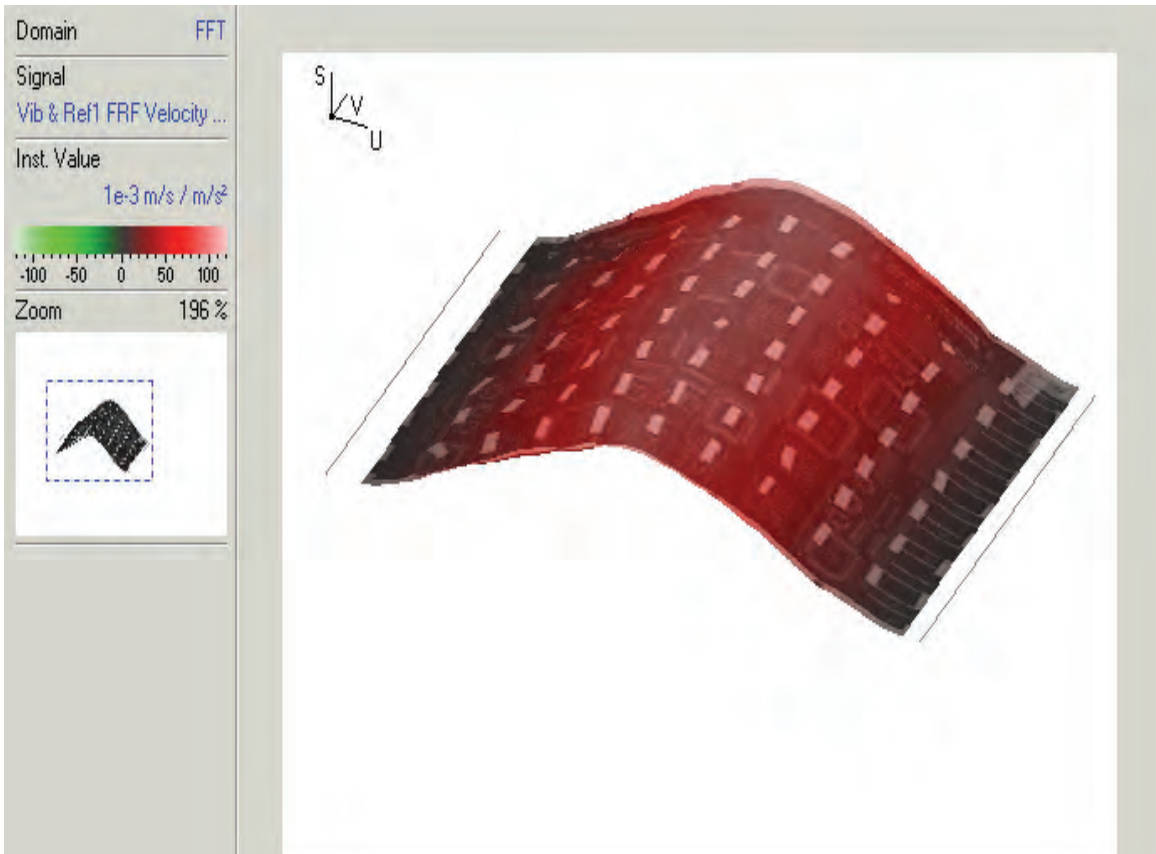 Domain FFT
Signal
Vib & Ref1 FRF Velocity ...
Inst. Value
1e-3 m/s / m/s²
-100 -50 0 50 100
Zoom 196 %
S
V
U